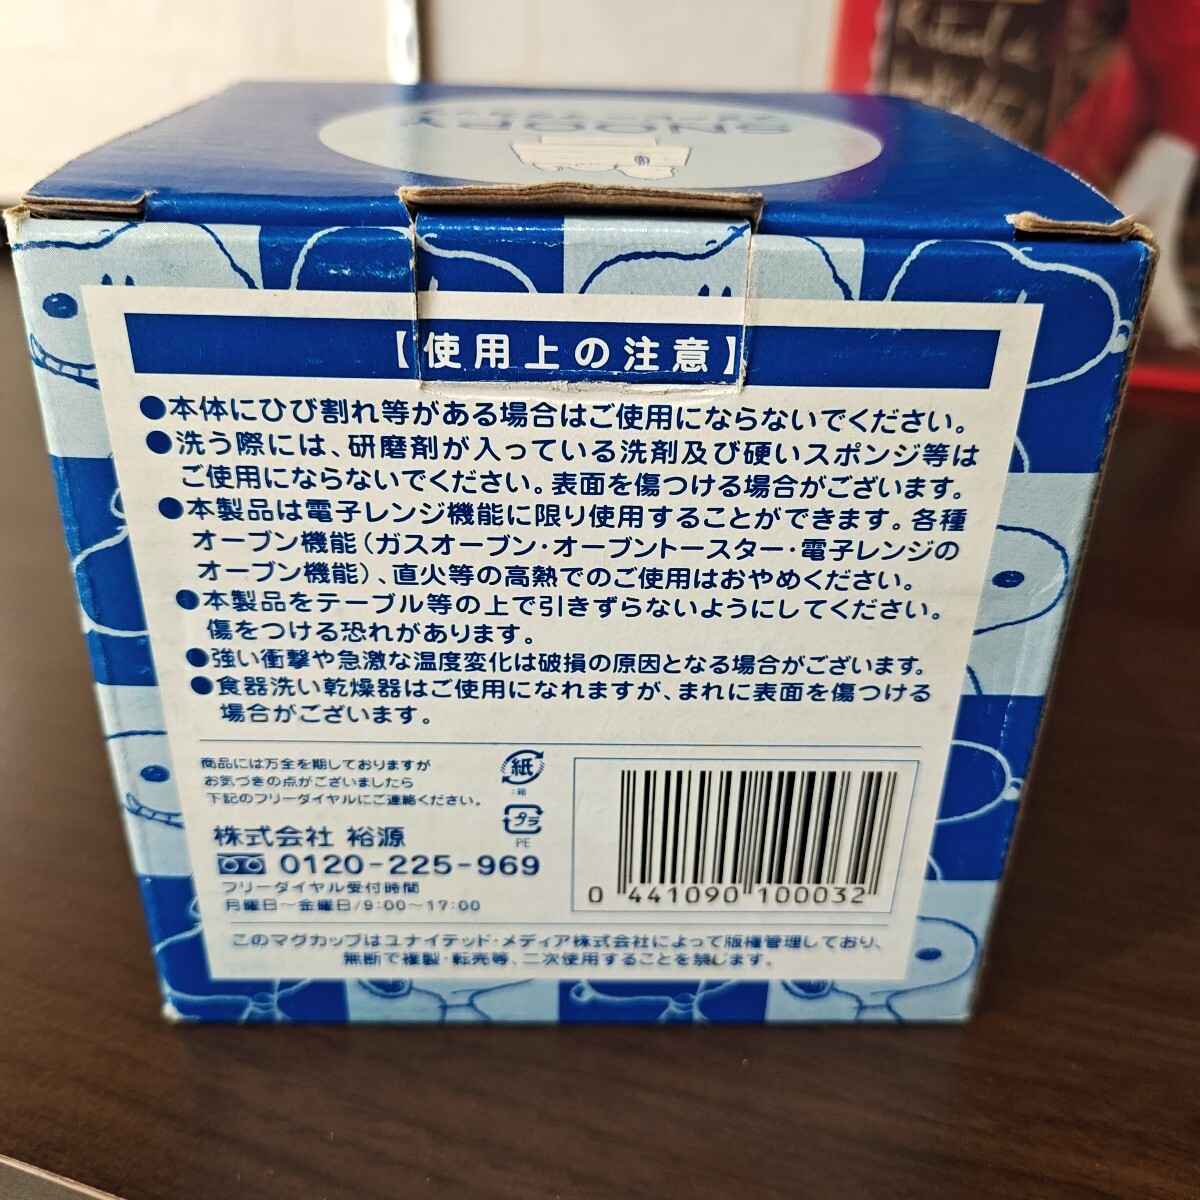 SNOOPY
【使用上の注意】
●本体にひび割れ等がある場合はご使用にならないでください。
●洗う際には、研磨剤が入っている洗剤及び硬いスポンジ等は
ご使用にならないでください。表面を傷つける場合がございます。
●本製品は電子レンジ機能に限り使用することができます。各種
オーブン機能（ガスオーブン・オーブントースター・電子レンジの
オーブン機能）、直火等の高熱でのご使用はおやめください。
●本製品をテーブル等の上で引きずらないようにしてください。
傷をつける恐れがあります。
●強い衝撃や急激な温度変化は破損の原因となる場合がございます。
●食器洗い乾燥器はご使用になれますが、まれに表面を傷つける
場合がございます。
商品には万全を期しておりますが
お気づきの点がございましたら
下記のフリーダイヤルにご連絡ください。
株式会社 裕源
0120-225-969
フリーダイヤル受付時間
月曜日～金曜日/9:00～17:00
紙
:箱
プラ
PE
0 441090 100032
このマグカップはユナイテッド・メディア株式会社によって版権管理しており、
無断で複製・転売等、二次使用することを禁じます。